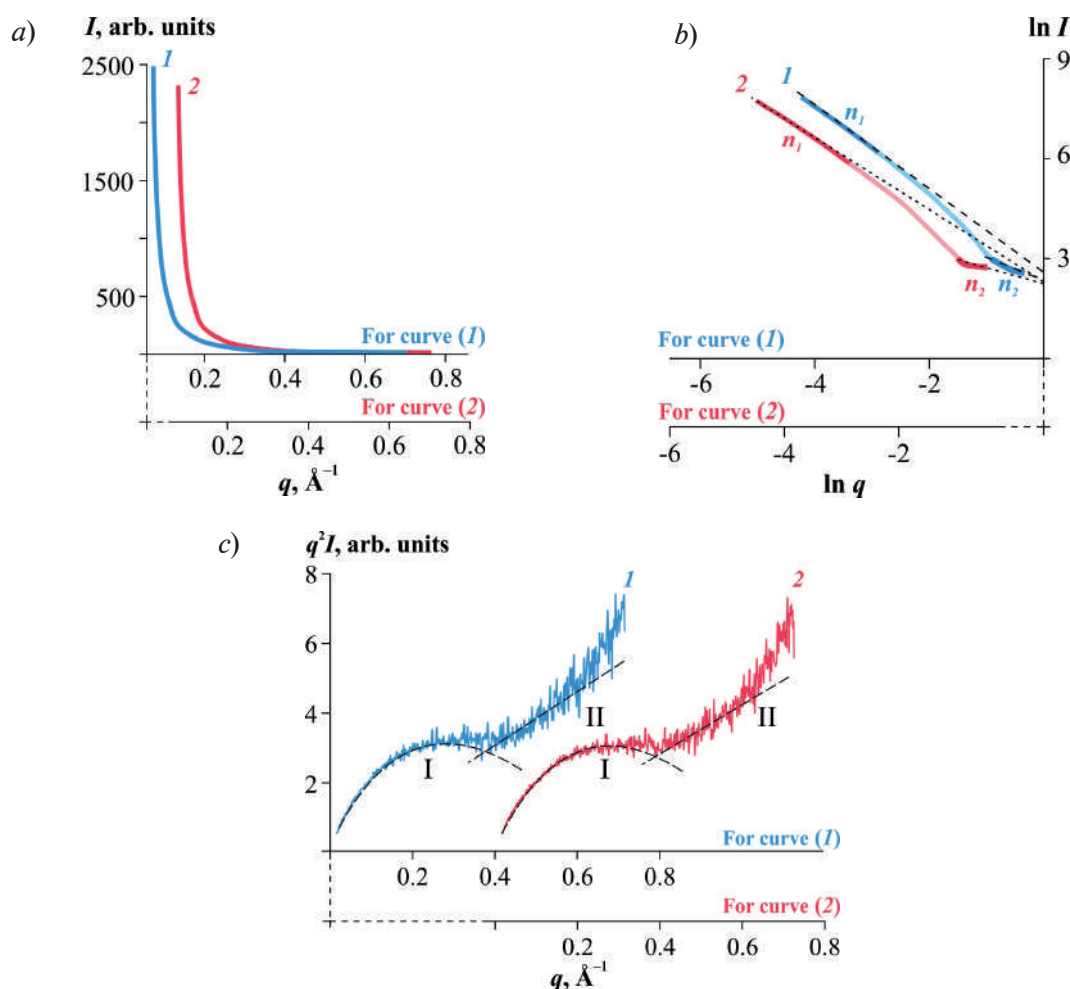 a)
I, arb. units
1
2
2500
1500
500
For curve (1)
0.2 0.4 0.6 0.8
For curve (2)
0.2 0.4 0.6 0.8
q, Å⁻¹
b)
ln I
9
1
2
n₁
n₁
6
3
n₂
n₂
For curve (1)
-6 -4 -2
For curve (2)
-6 -4 -2
ln q
c)
q²I, arb. units
8
1
2
6
4
II
II
I
I
2
For curve (1)
0.2 0.4 0.6 0.8
For curve (2)
0.2 0.4 0.6 0.8
q, Å⁻¹